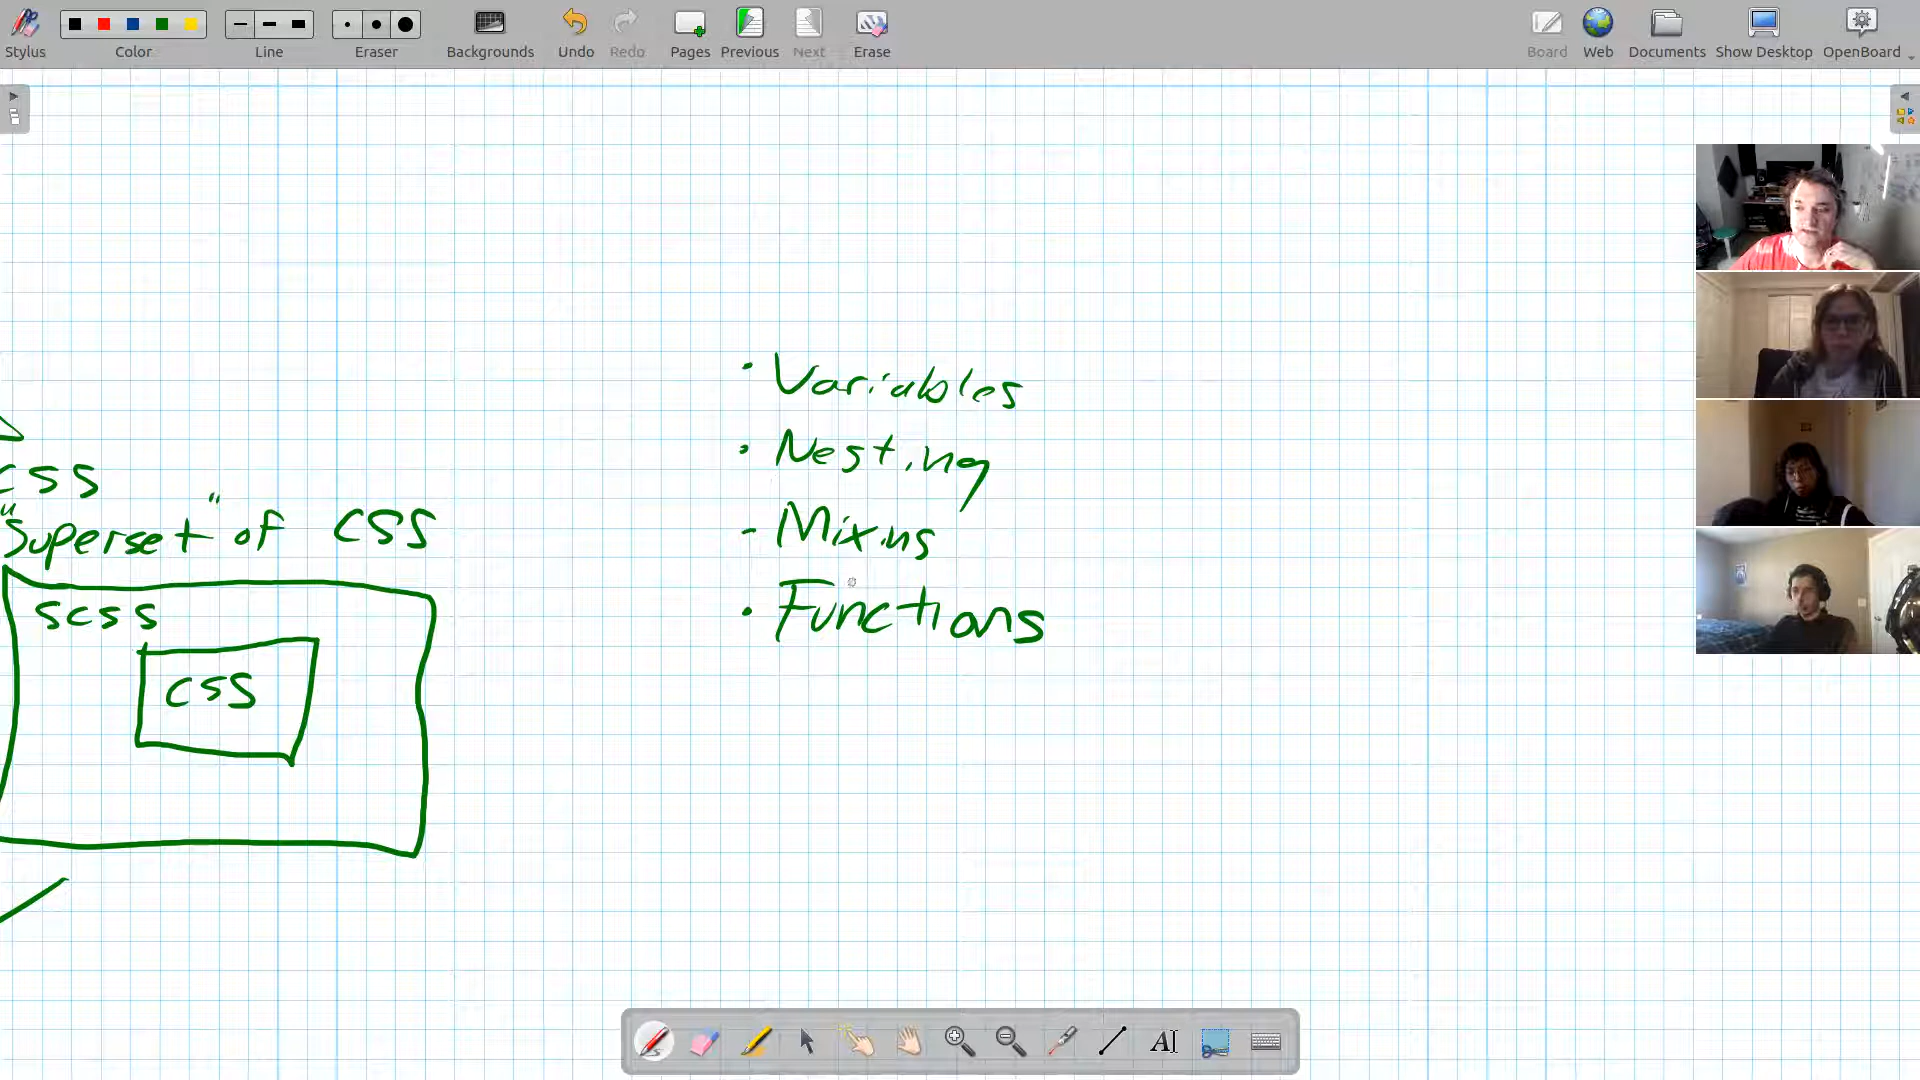 Stylus
Color
Line
Eraser
Backgrounds
Undo
Redo
Pages
Previous
Next
Erase
Board
Web
Documents
Show Desktop
OpenBoard
css
"Superset" of CSS
scss
css
· Variables
· Nesting
- Mixins
· Functions
AI